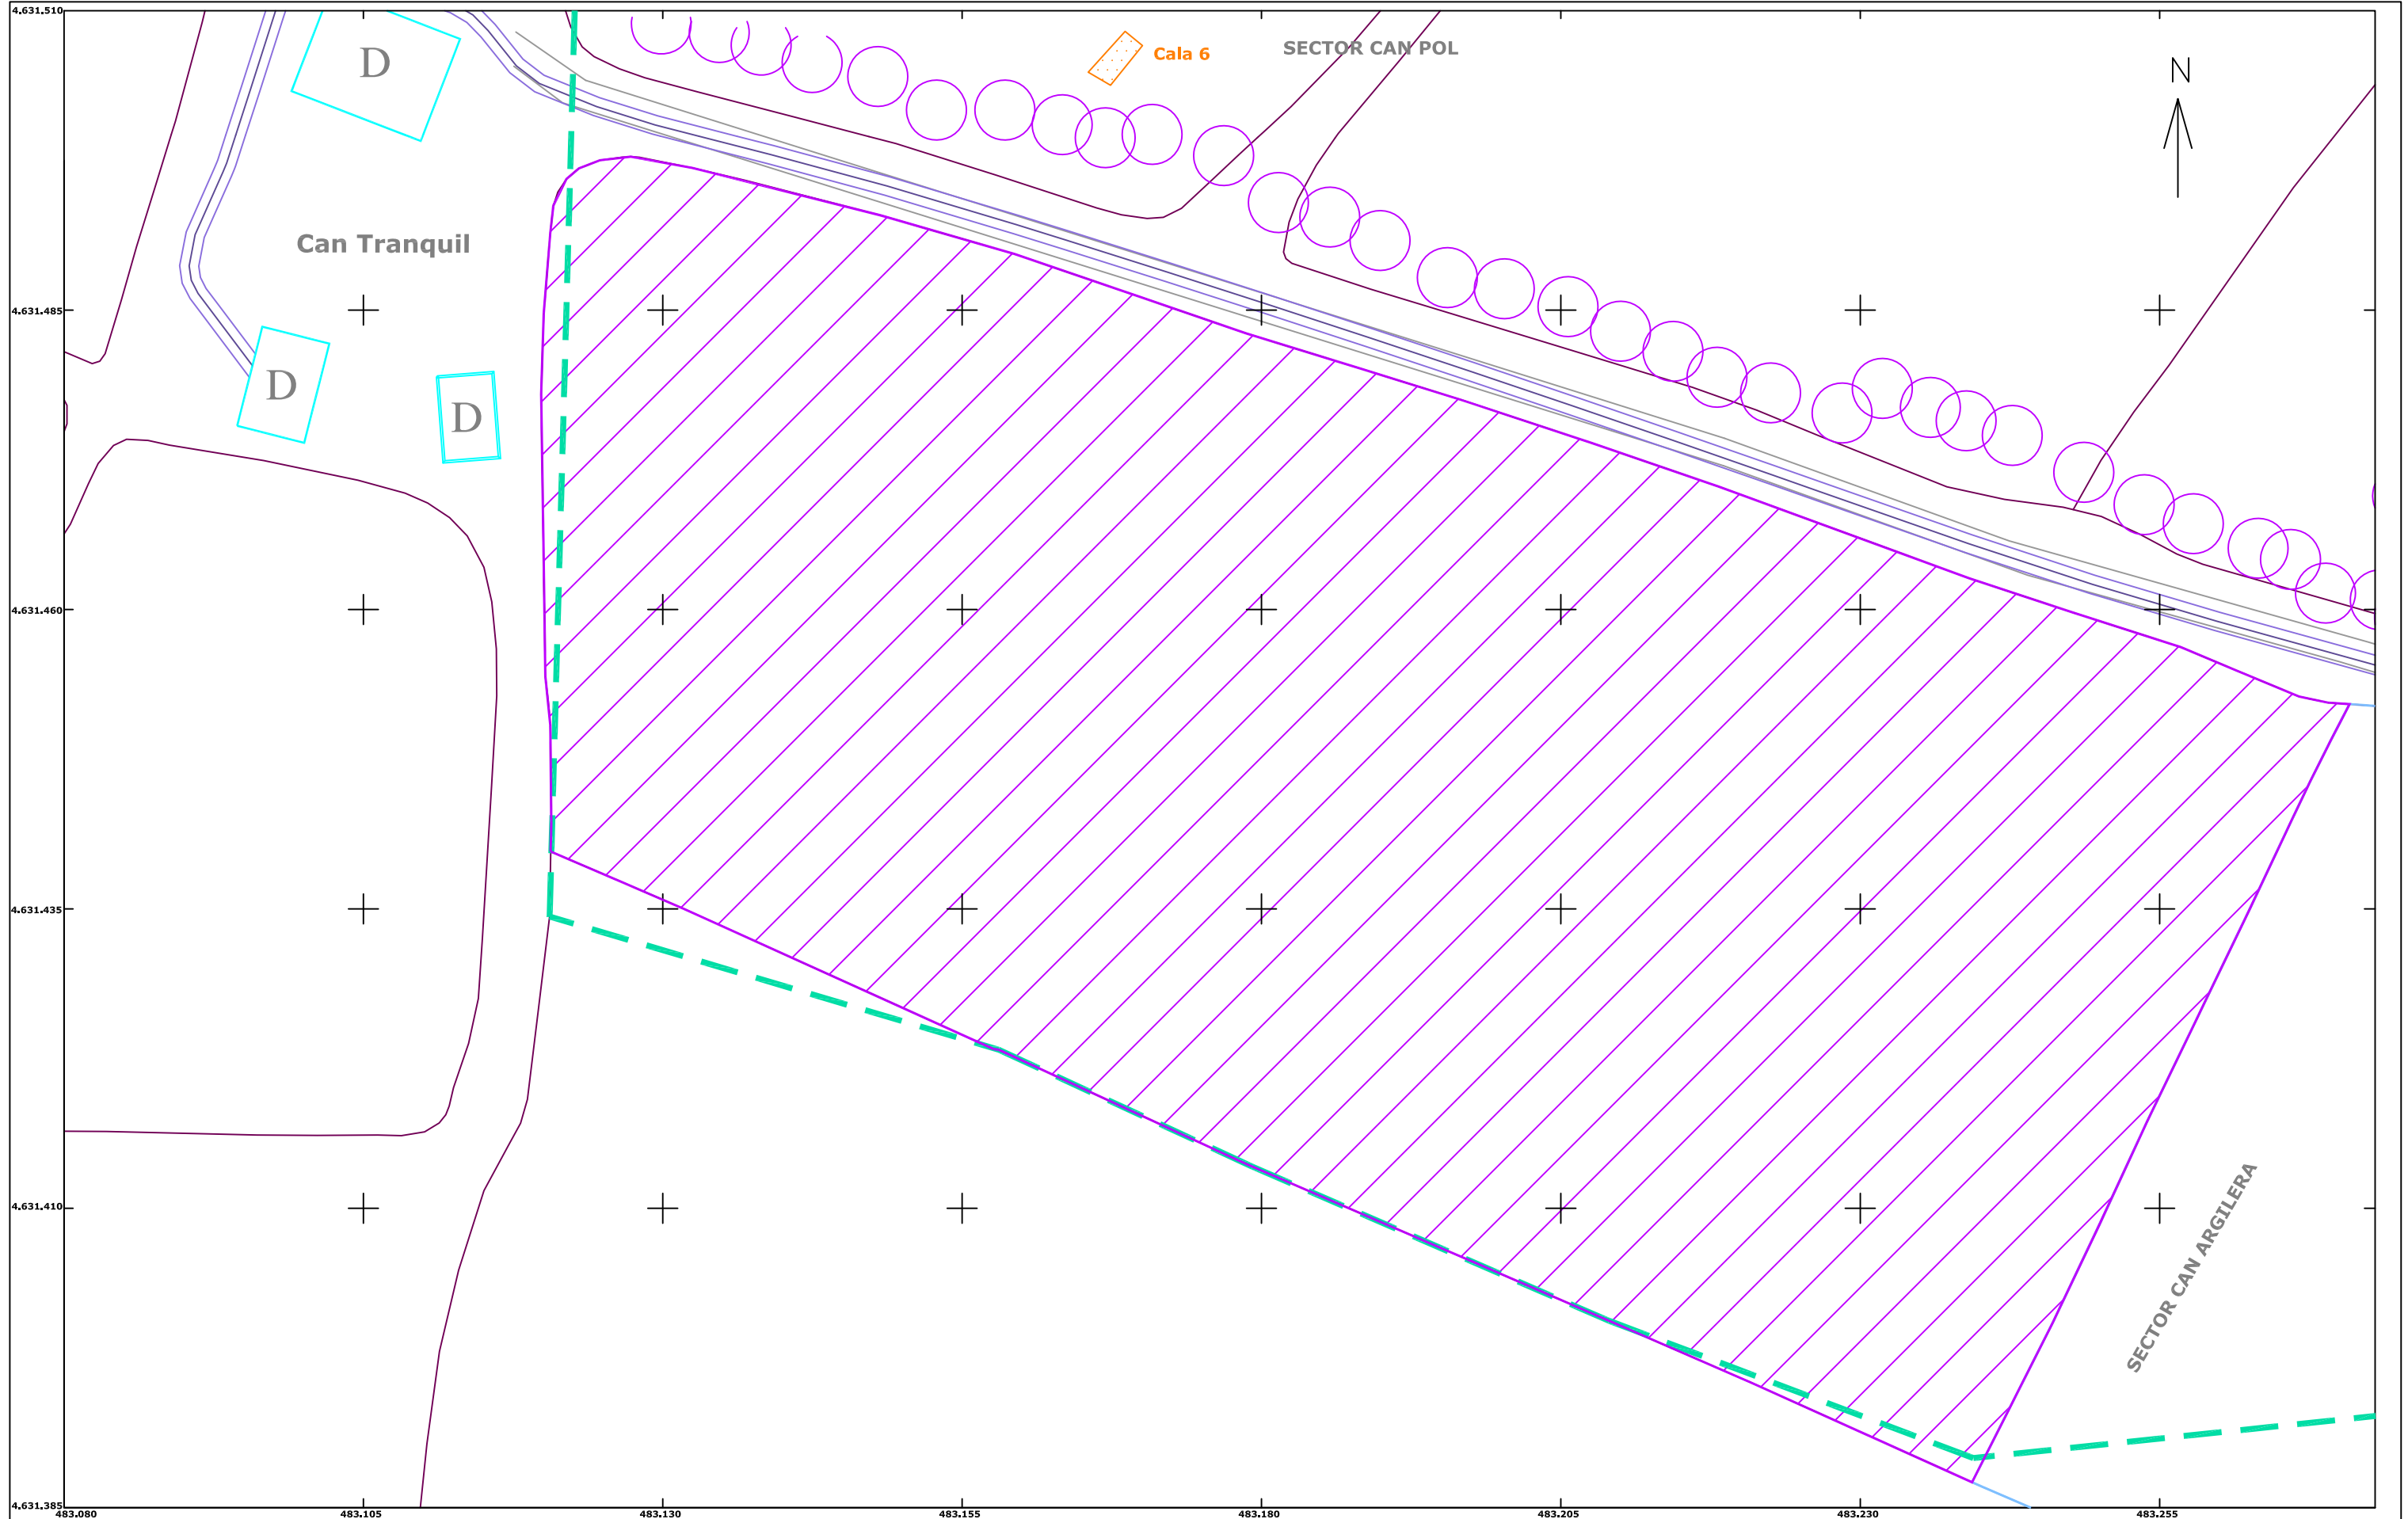 4.631.510
D
Cala 6
SECTOR CAN POL
N
Can Tranquil
4.631.485
D
D
4.631.460
4.631.435
SECTOR CAN ARGILERA
4.631.410
4.631.385
483.080
483.105
483.130
483.155
483.180
483.205
483.230
483.255